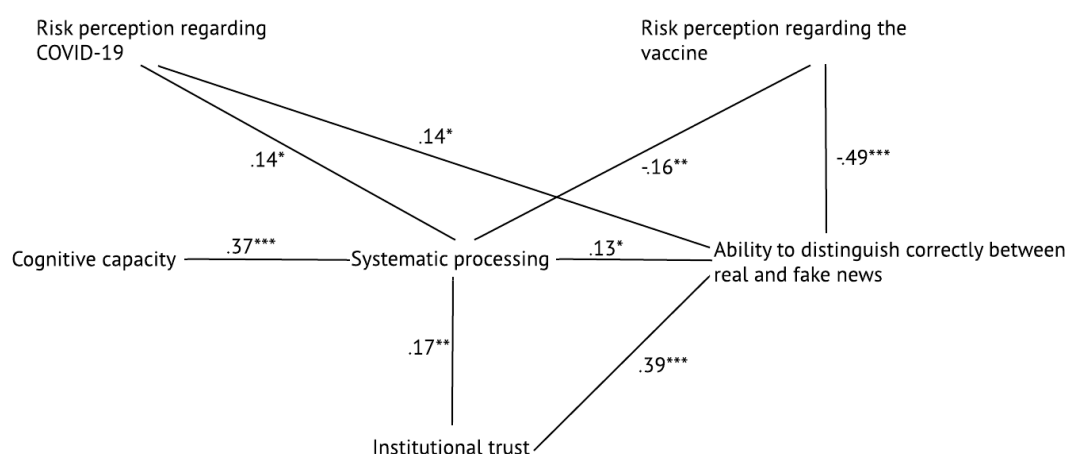 Risk perception regarding
COVID-19
Risk perception regarding the
vaccine
.14*
.14*
-.16**
-.49***
Cognitive capacity
.37***
Systematic processing
.13*
Ability to distinguish correctly between
real and fake news
.17**
.39***
Institutional trust